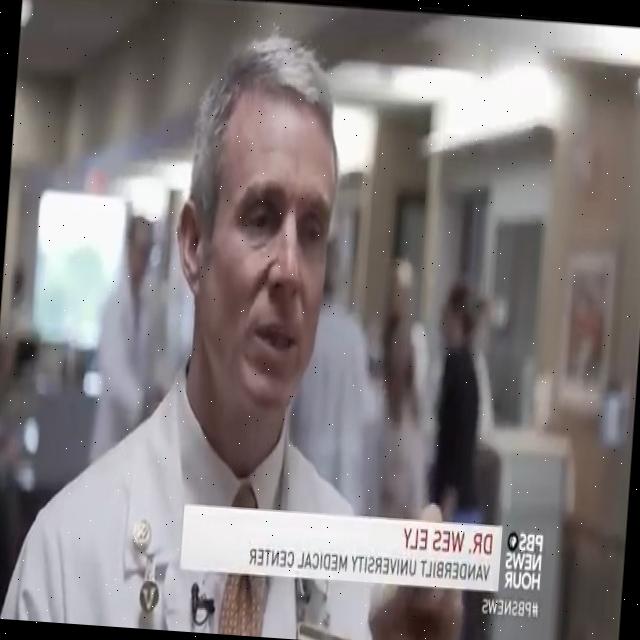 DR. WES ELY
VANDERBILT UNIVERSITY MEDICAL CENTER
PBS
NEWS
HOUR
#PBSNEWS